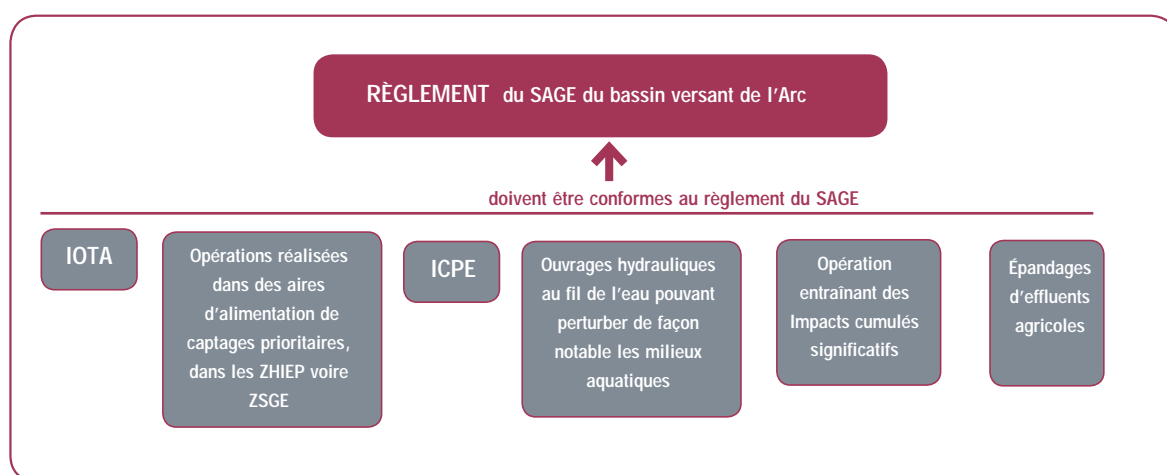 RÈGLEMENT du SAGE du bassin versant de l'Arc
doivent être conformes au règlement du SAGE
IOTA
Opérations réalisées
dans des aires
d'alimentation de
captages prioritaires,
dans les ZHIEP voire
ZSGE
ICPE
Ouvrages hydrauliques
au fil de l'eau pouvant
perturber de façon
notable les milieux
aquatiques
Opération
entraînant des
Impacts cumulés
significatifs
Épandages
d'effluents
agricoles